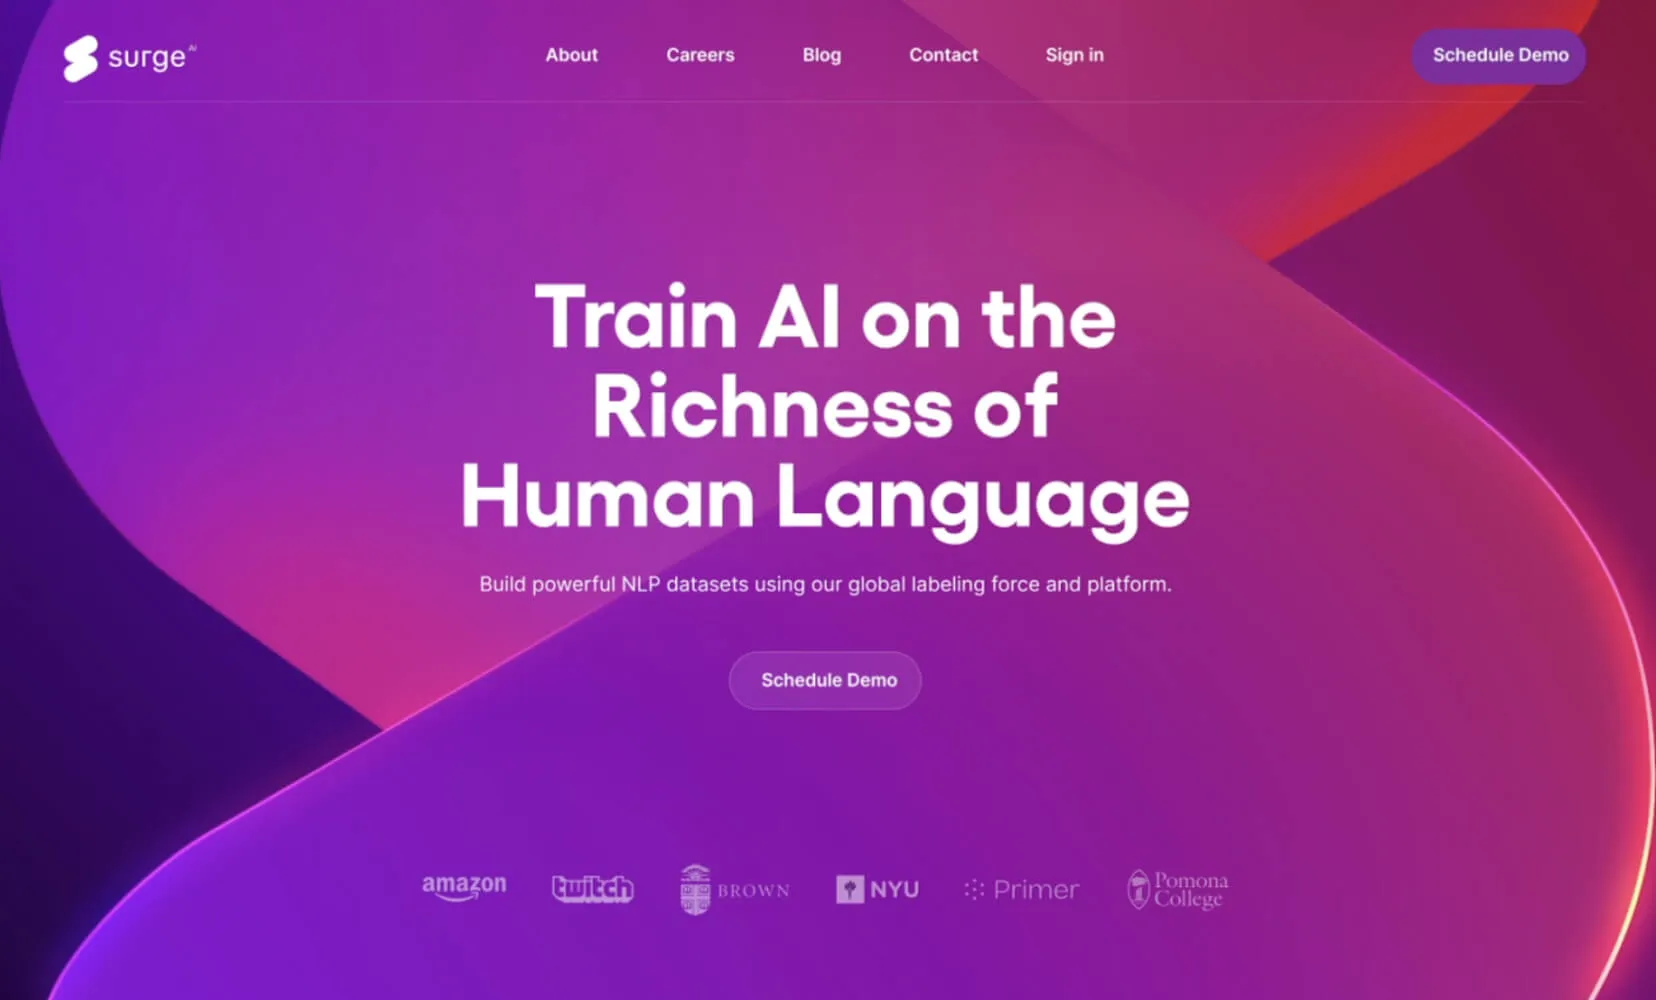 surge AI
About
Careers
Blog
Contact
Sign in
Schedule Demo
Train AI on the
Richness of
Human Language
Build powerful NLP datasets using our global labeling force and platform.
Schedule Demo
amazon
twitch
BROWN
NYU
Primer
Pomona
College